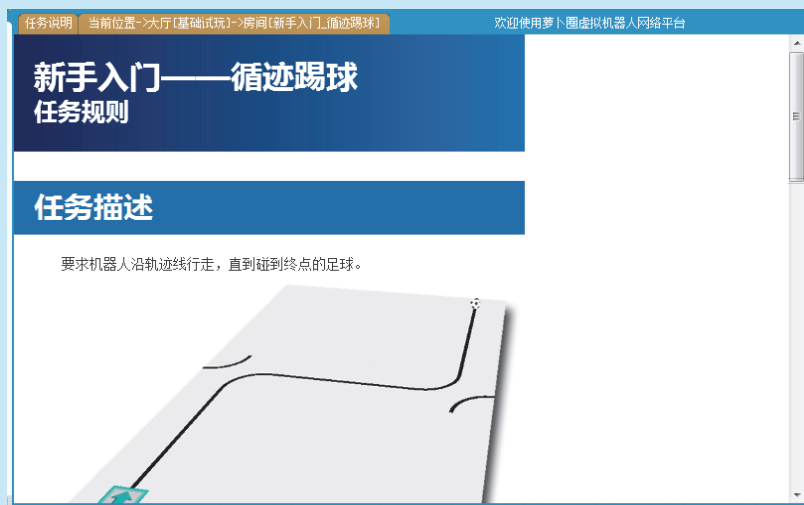 任务说明
当前位置->大厅[基础试玩]->房间[新手入门_循迹踢球]
欢迎使用萝卜圈虚拟机器人网络平台
新手入门——循迹踢球
任务规则
任务描述
要求机器人沿轨迹线行走，直到碰到终点的足球。